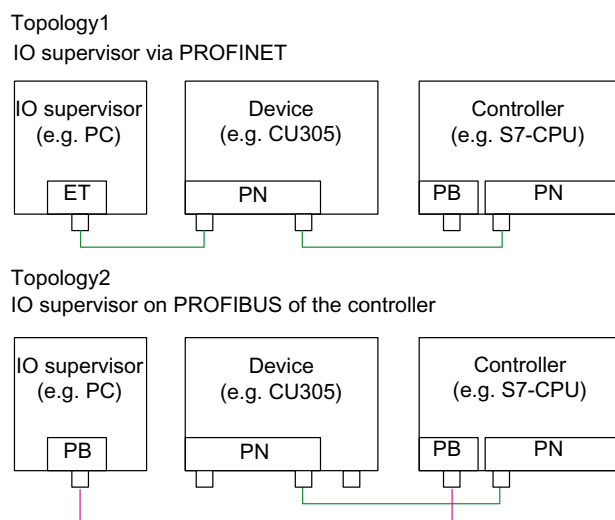 Topology1
IO supervisor via PROFINET
IO supervisor
(e.g. PC)
ET
Device
(e.g. CU305)
PN
Controller
(e.g. S7-CPU)
PB
PN
Topology2
IO supervisor on PROFIBUS of the controller
IO supervisor
(e.g. PC)
PB
Device
(e.g. CU305)
PN
Controller
(e.g. S7-CPU)
PB
PN